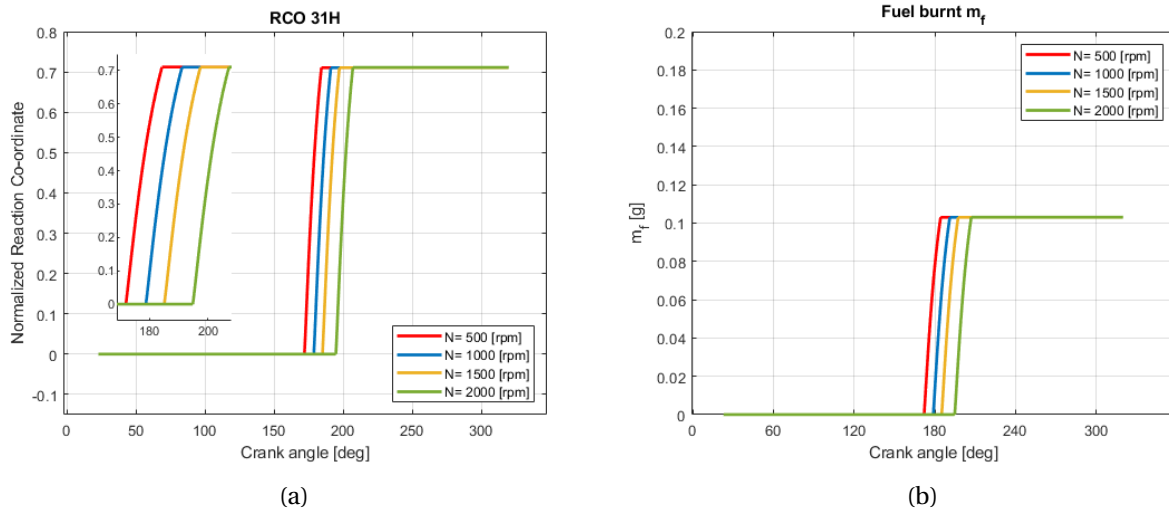 RCO 31H
Normalized Reaction Co-ordinate
0.8
0.7
0.6
0.5
0.4
0.3
0.2
0.1
0
-0.1
0.7
0.6
0.5
0.4
0.3
0.2
0.1
0
180
200
N= 500 [rpm]
N= 1000 [rpm]
N= 1500 [rpm]
N= 2000 [rpm]
0
50
100
150
200
250
300
Crank angle [deg]
(a)
Fuel burnt m_f
m_f [g]
0.2
0.18
0.16
0.14
0.12
0.1
0.08
0.06
0.04
0.02
0
N= 500 [rpm]
N= 1000 [rpm]
N= 1500 [rpm]
N= 2000 [rpm]
0
60
120
180
240
300
Crank angle [deg]
(b)